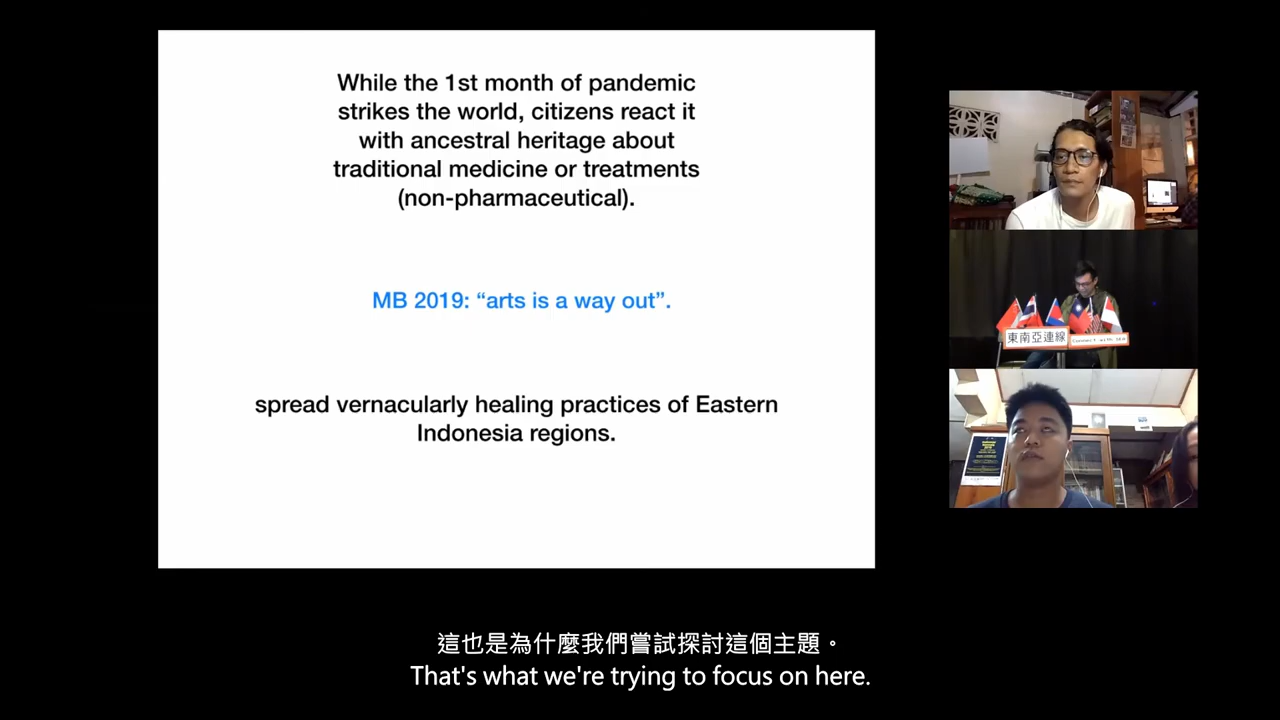 While the 1st month of pandemic
strikes the world, citizens react it
with ancestral heritage about
traditional medicine or treatments
(non-pharmaceutical).
MB 2019: “arts is a way out”.
spread vernacularly healing practices of Eastern
Indonesia regions.
東南亞連線
這也是為什麼我們嘗試探討這個主題。
That's what we're trying to focus on here.